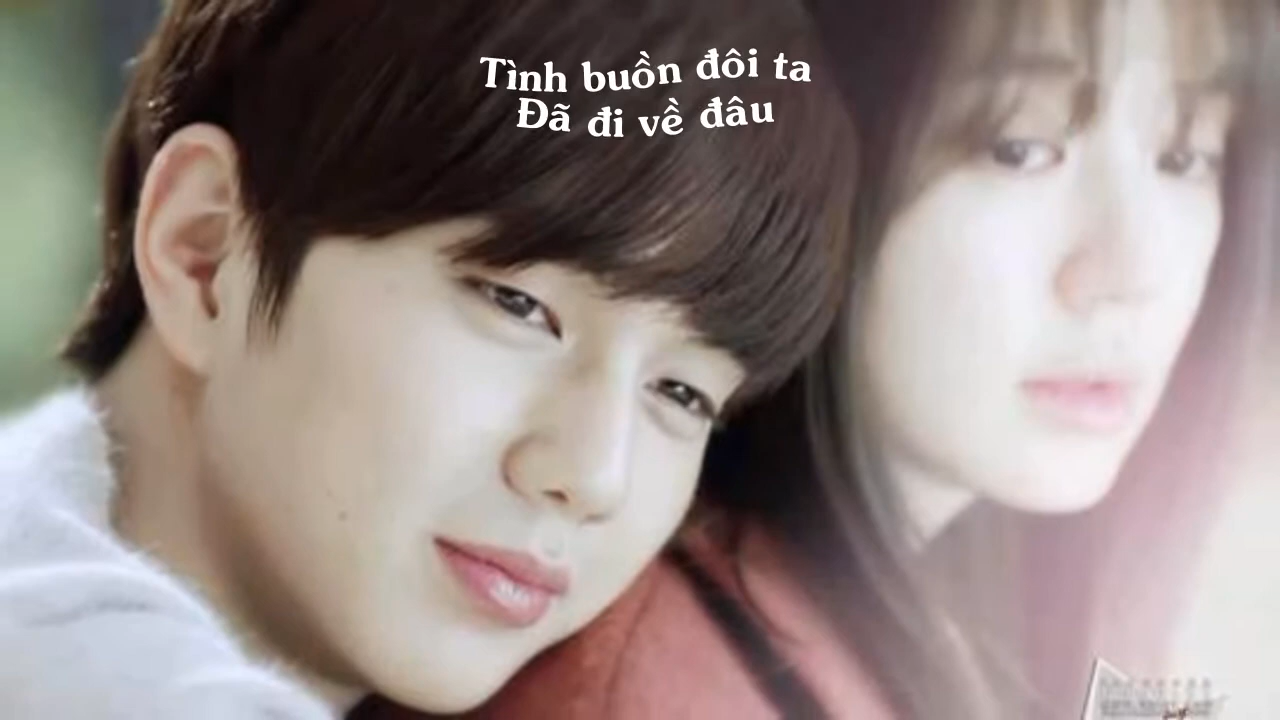 Tình buồn đôi ta
Đã đi về đâu